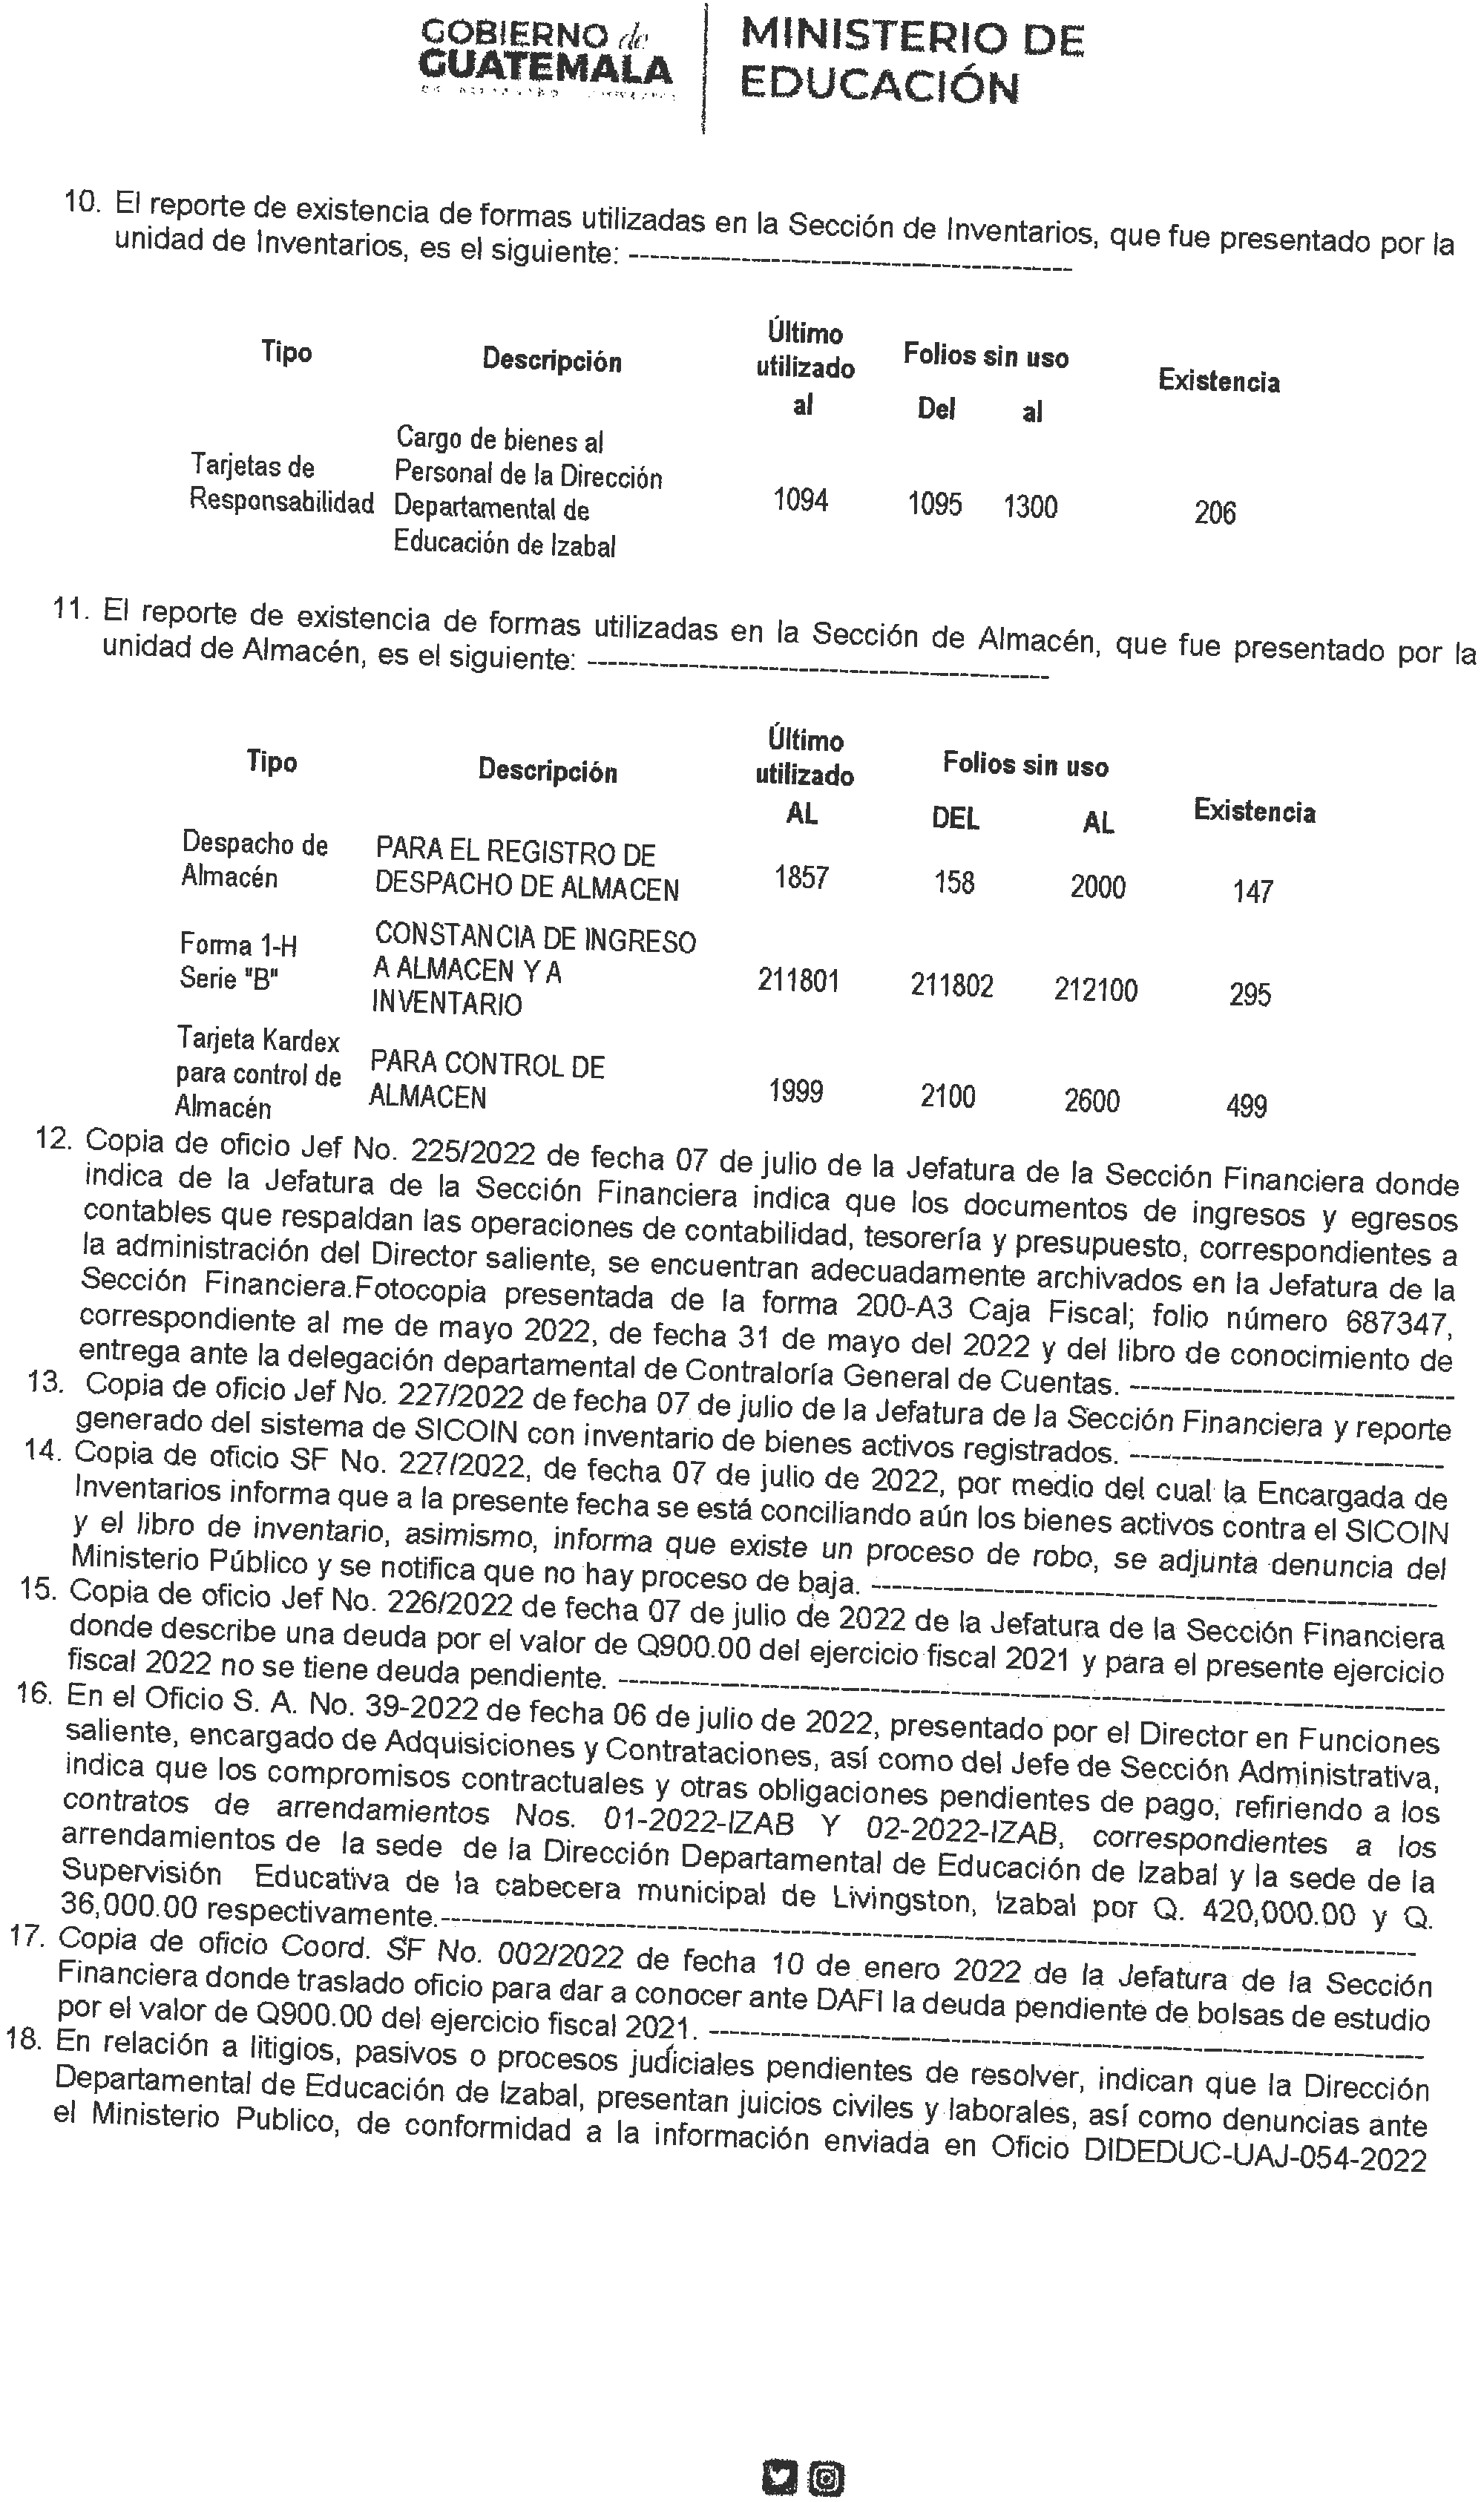 GOBIERNO de
GUATEMALA
MINISTERIO DE
EDUCACIÓN
10. El reporte de existencia de formas utilizadas en la Sección de Inventarios, que fue presentado por la
unidad de Inventarios, es el siguiente: ------------------------------------------
Tipo Descripción Último utilizado al Folios sin uso Del al Existencia
Tarjetas de Responsabilidad Cargo de bienes al Personal de la Dirección Departamental de Educación de Izabal 1094 1095 1300 206
11. El reporte de existencia de formas utilizadas en la Sección de Almacén, que fue presentado por la
unidad de Almacén, es el siguiente: --------------------------------------------
Tipo Descripción Último utilizado AL Folios sin uso DEL AL Existencia
Despacho de Almacén PARA EL REGISTRO DE DESPACHO DE ALMACEN 1857 158 2000 147
Forma 1-H Serie "B" CONSTANCIA DE INGRESO A ALMACEN Y A INVENTARIO 211801 211802 212100 295
Tarjeta Kardex para control de Almacén PARA CONTROL DE ALMACEN 1999 2100 2600 499
12. Copia de oficio Jef No. 225/2022 de fecha 07 de julio de la Jefatura de la Sección Financiera donde
indica de la Jefatura de la Sección Financiera indica que los documentos de ingresos y egresos
contables que respaldan las operaciones de contabilidad, tesorería y presupuesto, correspondientes a
la administración del Director saliente, se encuentran adecuadamente archivados en la Jefatura de la
Sección Financiera.Fotocopia presentada de la forma 200-A3 Caja Fiscal; folio número 687347,
correspondiente al me de mayo 2022, de fecha 31 de mayo del 2022 y del libro de conocimiento de
entrega ante la delegación departamental de Contraloría General de Cuentas. ------------------------------
13. Copia de oficio Jef No. 227/2022 de fecha 07 de julio de la Jefatura de la Sección Financiera y reporte
generado del sistema de SICOIN con inventario de bienes activos registrados. ------------------------------
14. Copia de oficio SF No. 227/2022, de fecha 07 de julio de 2022, por medio del cual la Encargada de
Inventarios informa que a la presente fecha se está conciliando aún los bienes activos contra el SICOIN
y el libro de inventario, asimismo, informa que existe un proceso de robo, se adjunta denuncia del
Ministerio Público y se notifica que no hay proceso de baja. ------------------------------------------------------
15. Copia de oficio Jef No. 226/2022 de fecha 07 de julio de 2022 de la Jefatura de la Sección Financiera
donde describe una deuda por el valor de Q900.00 del ejercicio fiscal 2021 y para el presente ejercicio
fiscal 2022 no se tiene deuda pendiente. ------------------------------------------------------------------------------
16. En el Oficio S. A. No. 39-2022 de fecha 06 de julio de 2022, presentado por el Director en Funciones
saliente, encargado de Adquisiciones y Contrataciones, así como del Jefe de Sección Administrativa,
indica que los compromisos contractuales y otras obligaciones pendientes de pago, refiriendo a los
contratos de arrendamientos Nos. 01-2022-IZAB Y 02-2022-IZAB, correspondientes a los
arrendamientos de la sede de la Dirección Departamental de Educación de Izabal y la sede de la
Supervisión Educativa de la cabecera municipal de Livingston, Izabal por Q. 420,000.00 y Q.
36,000.00 respectivamente.--------------------------------------------------------------------------------------------
17. Copia de oficio Coord. SF No. 002/2022 de fecha 10 de enero 2022 de la Jefatura de la Sección
Financiera donde traslado oficio para dar a conocer ante DAFI la deuda pendiente de bolsas de estudio
por el valor de Q900.00 del ejercicio fiscal 2021. --------------------------------------------------------------------
18. En relación a litigios, pasivos o procesos judiciales pendientes de resolver, indican que la Dirección
Departamental de Educación de Izabal, presentan juicios civiles y laborales, así como denuncias ante
el Ministerio Publico, de conformidad a la información enviada en Oficio DIDEDUC-UAJ-054-2022